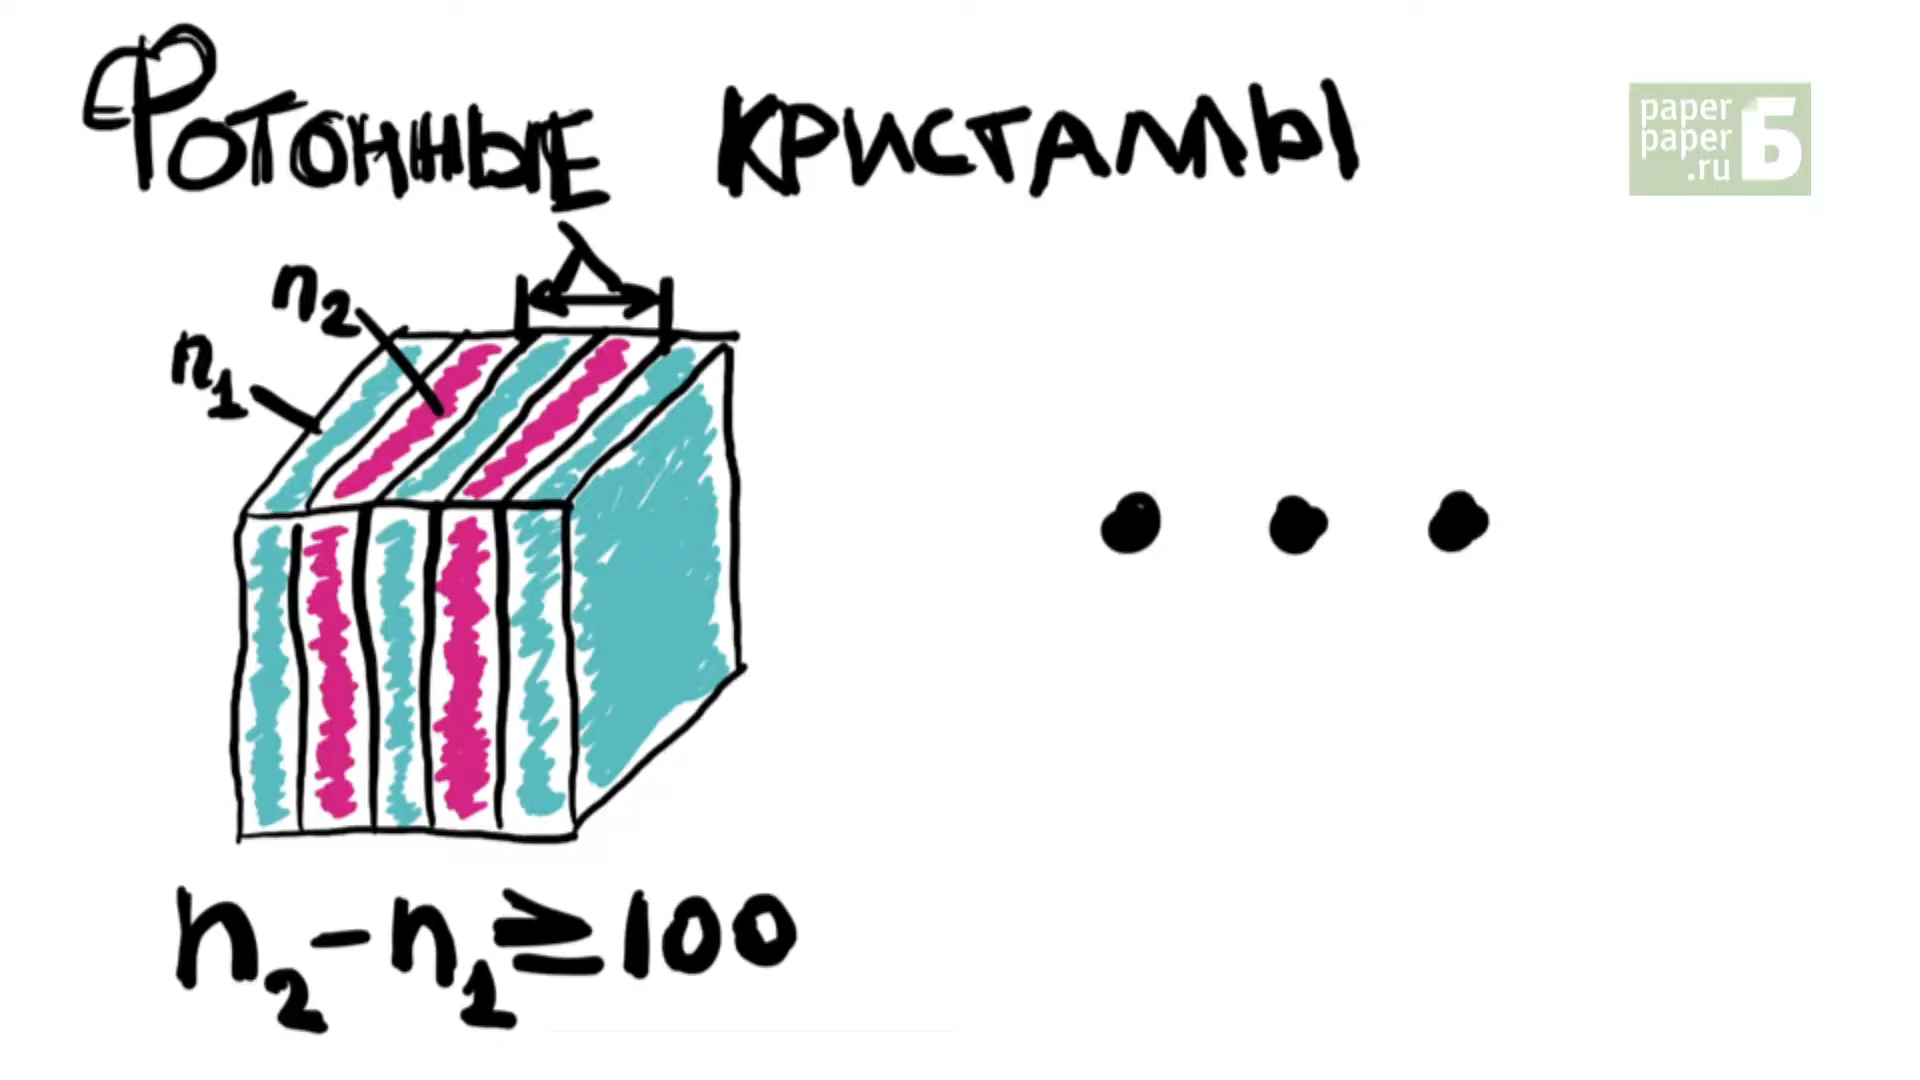 Фотонные кристаллы
paper
paper
.ru Б
λ
n₂
n₁
n₂-n₁≥100